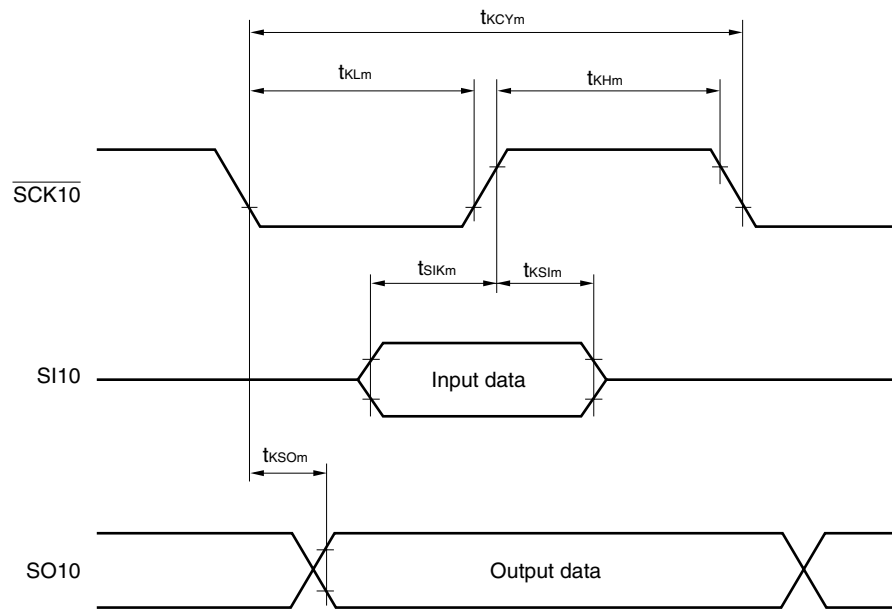 tKCYm
tKLm
tKHm
SCK10
tSIKm
tKSIm
SI10
Input data
tKSOm
SO10
Output data